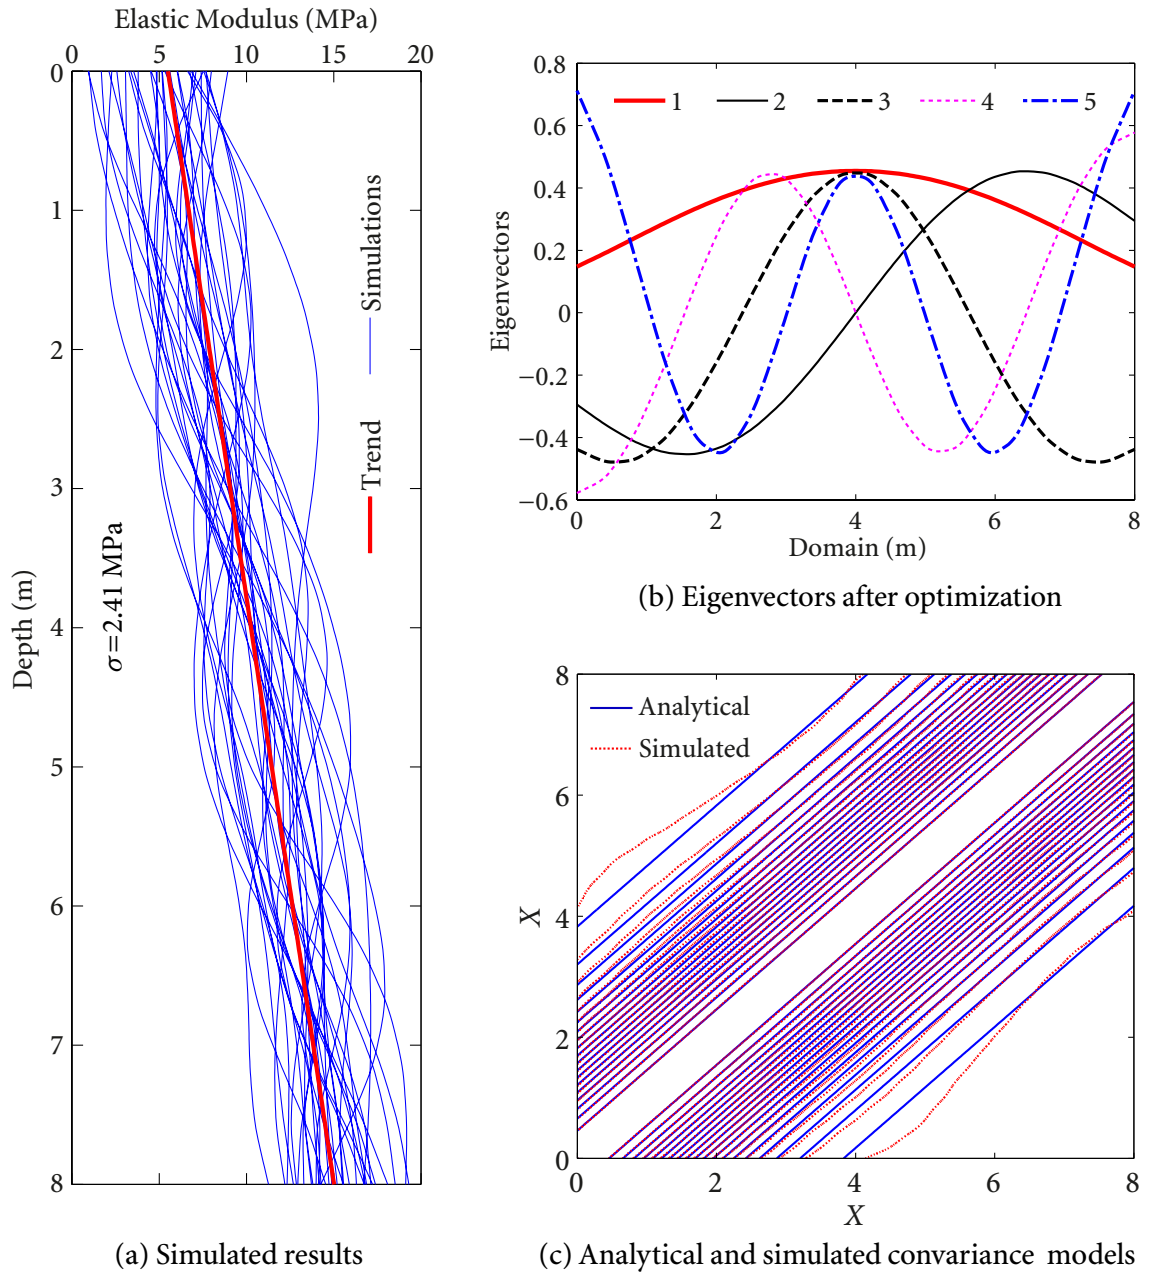 Elastic Modulus (MPa)
0 5 10 15 20
0
1
2
3
4
5
6
7
8
Depth (m)
σ=2.41 MPa
Simulations
Trend
(a) Simulated results
0.8
0.6
0.4
0.2
0
−0.2
−0.4
−0.6
Eigenvectors
1 2 3 4 5
0 2 4 6 8
Domain (m)
(b) Eigenvectors after optimization
8
6
4
2
0
X
Analytical
Simulated
0 2 4 6 8
X
(c) Analytical and simulated convariance models